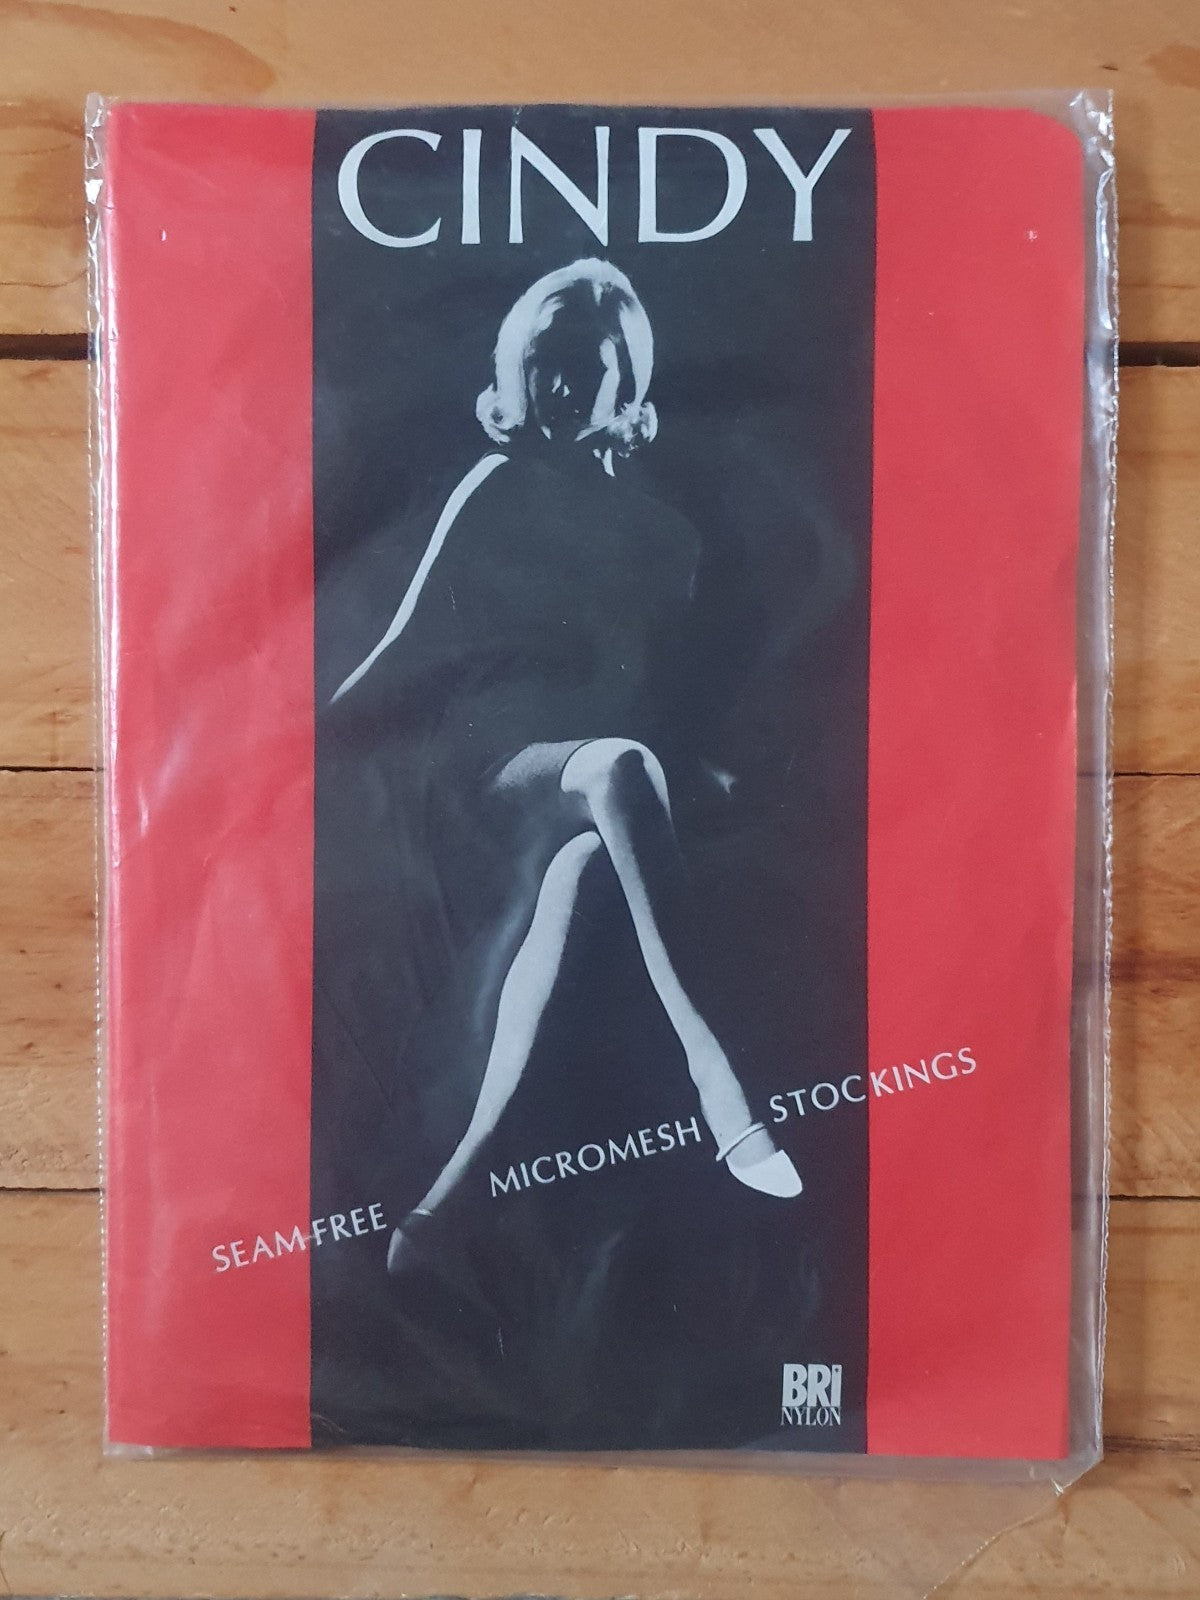 CINDY
SEAM-FREE MICROMESH STOCKINGS
BRI
NYLON